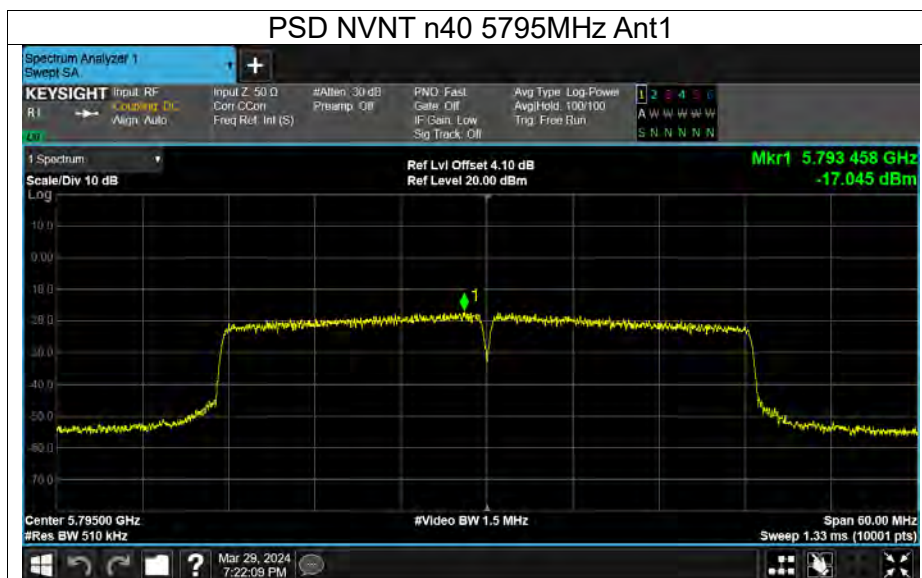 PSD NVNT n40 5795MHz Ant1
Spectrum Analyzer 1
Swept SA
KEYSIGHT Input: RF
Coupling: DC
Align: Auto
Input Z: 50 Ω
Corr CCorr
Freq Ref: Int (S)
#Atten: 30 dB
Preamp: Off
PNO: Fast
Gate: Off
IF Gain: Low
Sig Track: Off
Avg Type: Log-Power
Avg|Hold: 100/100
Trig: Free Run
1 2 3 4 5 6
A W W W W W
S N N N N N
1 Spectrum
Scale/Div 10 dB
Log
Ref Lvl Offset 4.10 dB
Ref Level 20.00 dBm
Mkr1 5.793 458 GHz
-17.045 dBm
10.0
0.00
-10.0
1
-20.0
-30.0
-40.0
-50.0
-60.0
-70.0
Center 5.79500 GHz
#Res BW 510 kHz
#Video BW 1.5 MHz
Span 60.00 MHz
Sweep 1.33 ms (10001 pts)
Mar 29, 2024
7:22:09 PM